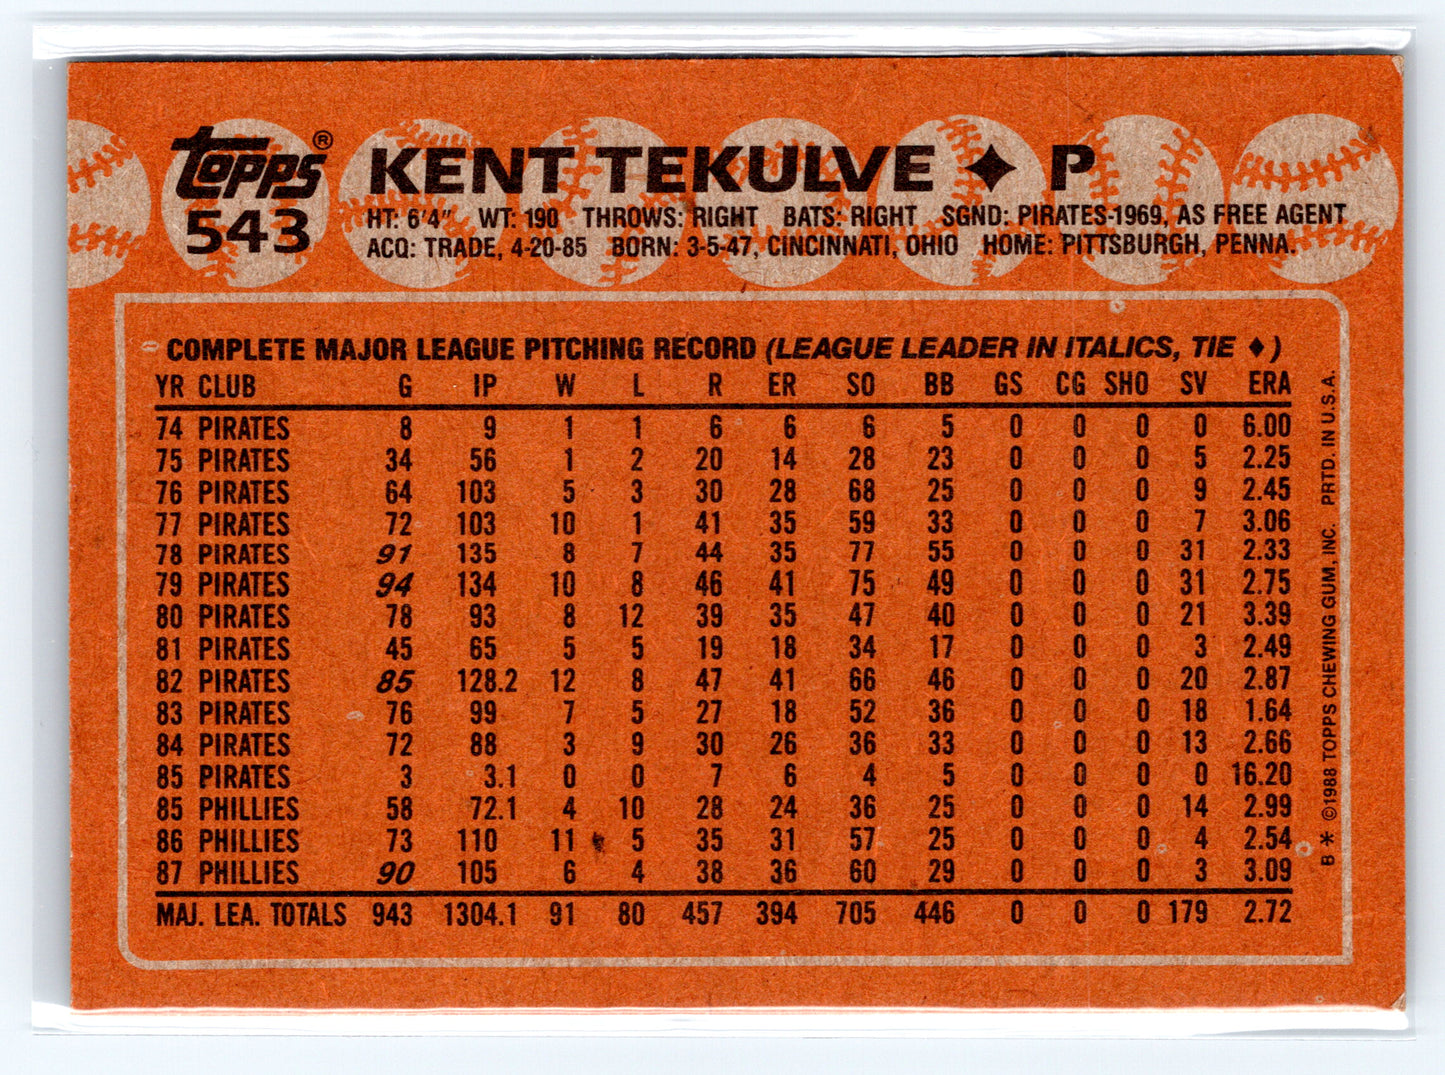 Topps®
543
KENT TEKULVE ✦ P
HT: 6'4" WT: 190 THROWS: RIGHT BATS: RIGHT SGND: PIRATES-1969, AS FREE AGENT
ACQ: TRADE, 4-20-85 BORN: 3-5-47, CINCINNATI, OHIO HOME: PITTSBURGH, PENNA.
COMPLETE MAJOR LEAGUE PITCHING RECORD (LEAGUE LEADER IN ITALICS, TIE ♦)
YR CLUB G IP W L R ER SO BB GS CG SHO SV ERA
74 PIRATES 8 9 1 1 6 6 6 5 0 0 0 0 6.00
75 PIRATES 34 56 1 2 20 14 28 23 0 0 0 5 2.25
76 PIRATES 64 103 5 3 30 28 68 25 0 0 0 9 2.45
77 PIRATES 72 103 10 1 41 35 59 33 0 0 0 7 3.06
78 PIRATES 91 135 8 7 44 35 77 55 0 0 0 31 2.33
79 PIRATES 94 134 10 8 46 41 75 49 0 0 0 31 2.75
80 PIRATES 78 93 8 12 39 35 47 40 0 0 0 21 3.39
81 PIRATES 45 65 5 5 19 18 34 17 0 0 0 3 2.49
82 PIRATES 85 128.2 12 8 47 41 66 46 0 0 0 20 2.87
83 PIRATES 76 99 7 5 27 18 52 36 0 0 0 18 1.64
84 PIRATES 72 88 3 9 30 26 36 33 0 0 0 13 2.66
85 PIRATES 3 3.1 0 0 7 6 4 5 0 0 0 0 16.20
85 PHILLIES 58 72.1 4 10 28 24 36 25 0 0 0 14 2.99
86 PHILLIES 73 110 11 5 35 31 57 25 0 0 0 4 2.54
87 PHILLIES 90 105 6 4 38 36 60 29 0 0 0 3 3.09
MAJ. LEA. TOTALS 943 1304.1 91 80 457 394 705 446 0 0 0 179 2.72
B * ©1988 TOPPS CHEWING GUM, INC. PRTD. IN U.S.A.